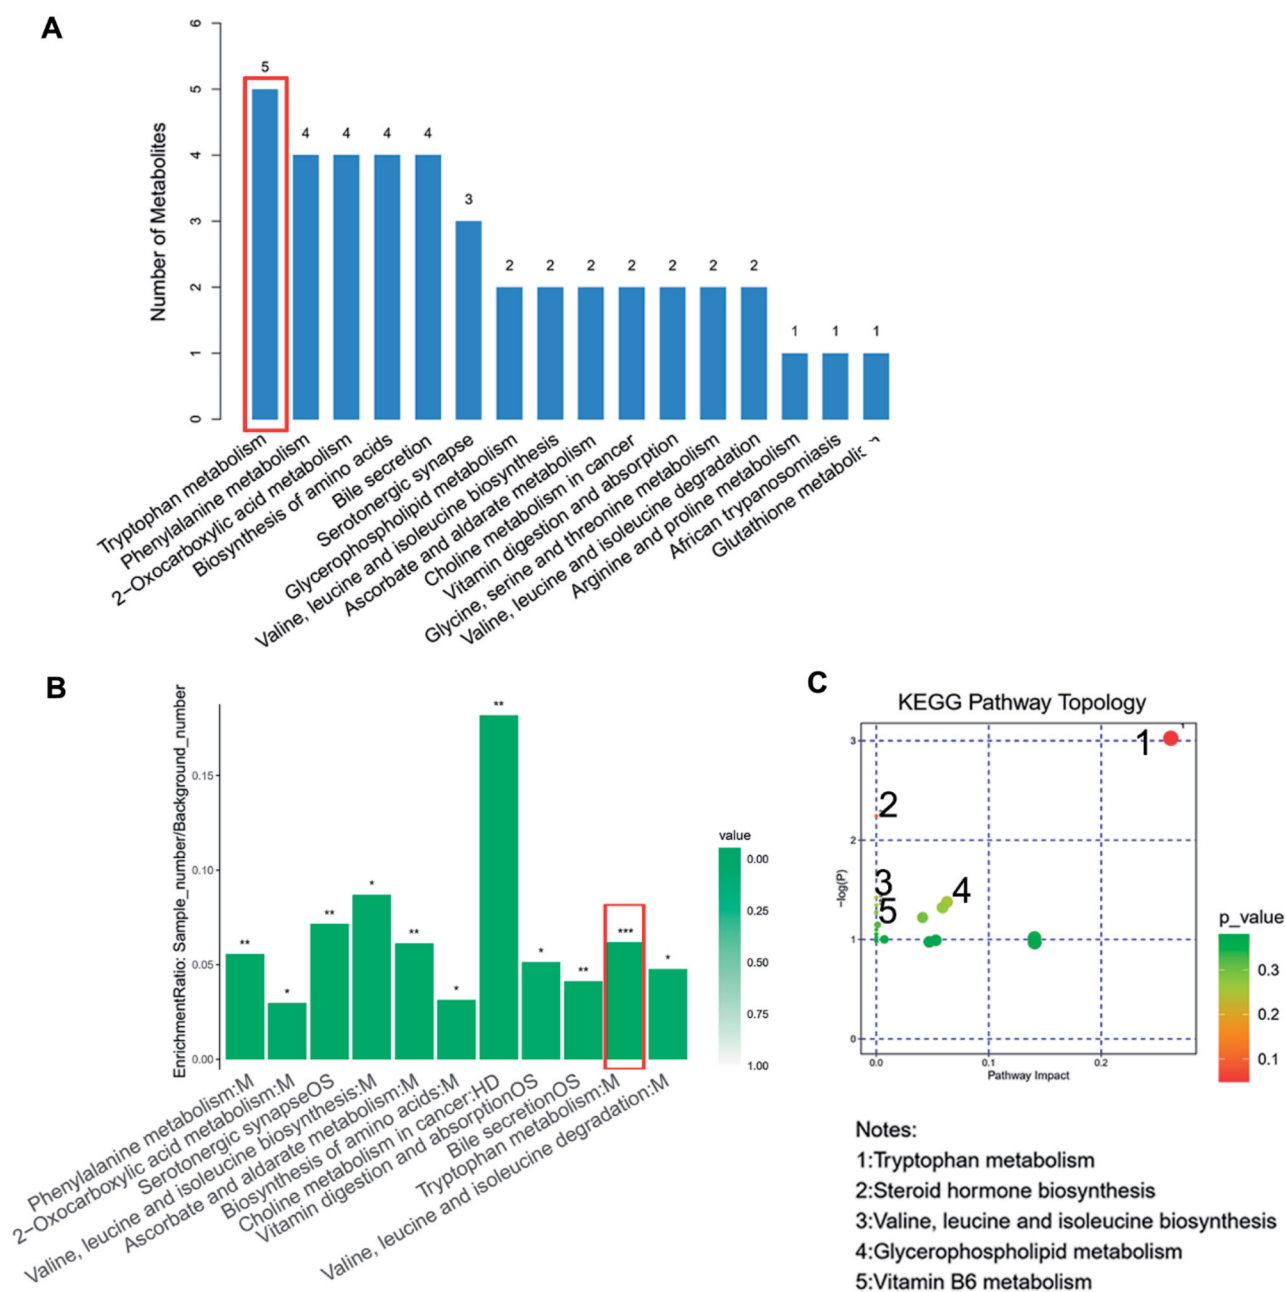 A
Number of Metabolites
6
5
4
3
2
1
0
5
4
4
4
4
3
2
2
2
2
2
2
2
1
1
1
Tryptophan metabolism
Phenylalanine metabolism
2−Oxocarboxylic acid metabolism
Biosynthesis of amino acids
Bile secretion
Serotonergic synapse
Glycerophospholipid metabolism
Valine, leucine and isoleucine biosynthesis
Ascorbate and aldarate metabolism
Choline metabolism in cancer
Vitamin digestion and absorption
Glycine, serine and threonine metabolism
Valine, leucine and isoleucine degradation
Arginine and proline metabolism
African trypanosomiasis
Glutathione
B
EnrichmentRatio: Sample_number/Background_number
0.15
0.10
0.05
0.00
**
*
**
*
**
*
**
*
**
***
*
Phenylalanine metabolism:M
2−Oxocarboxylic acid metabolism:M
Serotonergic synapseOS
Valine, leucine and isoleucine biosynthesis:M
Ascorbate and aldarate metabolism:M
Biosynthesis of amino acids:M
Choline metabolism in cancer:HD
Vitamin digestion and absorptionOS
Bile secretionOS
Tryptophan metabolism:M
Valine, leucine and isoleucine degradation:M
value
0.00
0.25
0.50
0.75
1.00
C
KEGG Pathway Topology
−log(P)
3
2
1
0
1
2
3
4
5
0.0
0.1
0.2
Pathway Impact
p_value
0.3
0.2
0.1
Notes:
1:Tryptophan metabolism
2:Steroid hormone biosynthesis
3:Valine, leucine and isoleucine biosynthesis
4:Glycerophospholipid metabolism
5:Vitamin B6 metabolism